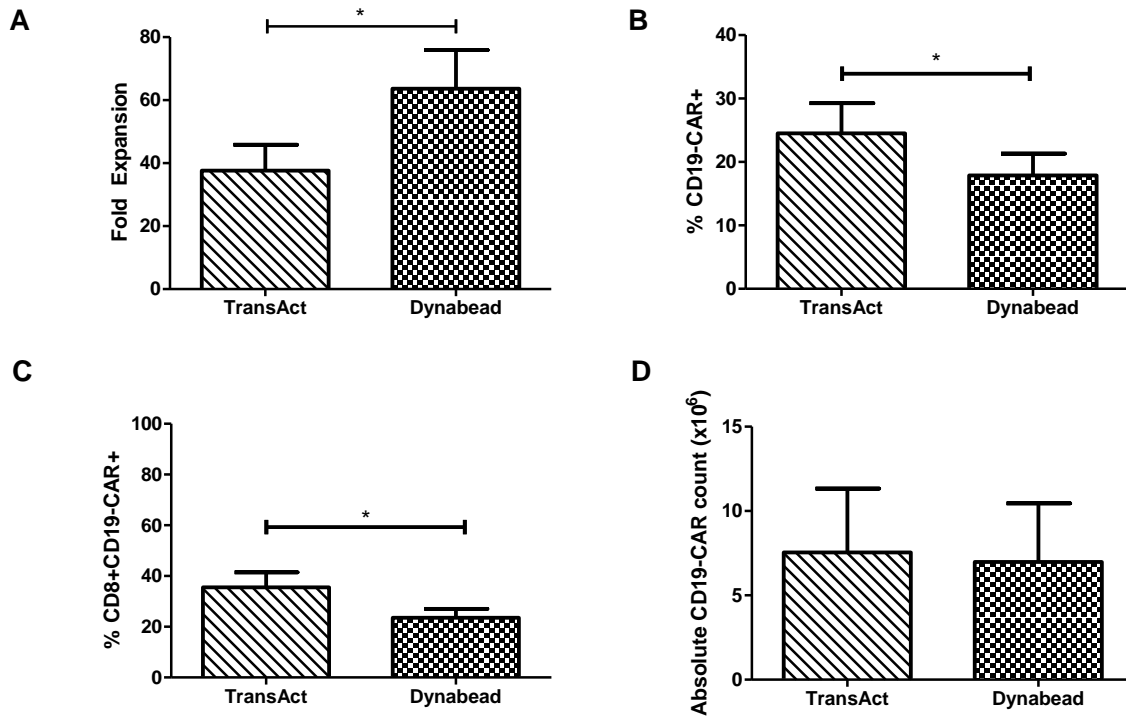 A
*
Fold Expansion
80
60
40
20
0
TransAct
Dynabead
B
*
% CD19-CAR+
40
30
20
10
0
TransAct
Dynabead
C
*
% CD8+CD19-CAR+
100
80
60
40
20
0
TransAct
Dynabead
D
Absolute CD19-CAR count (x10⁶)
15
10
5
0
TransAct
Dynabead